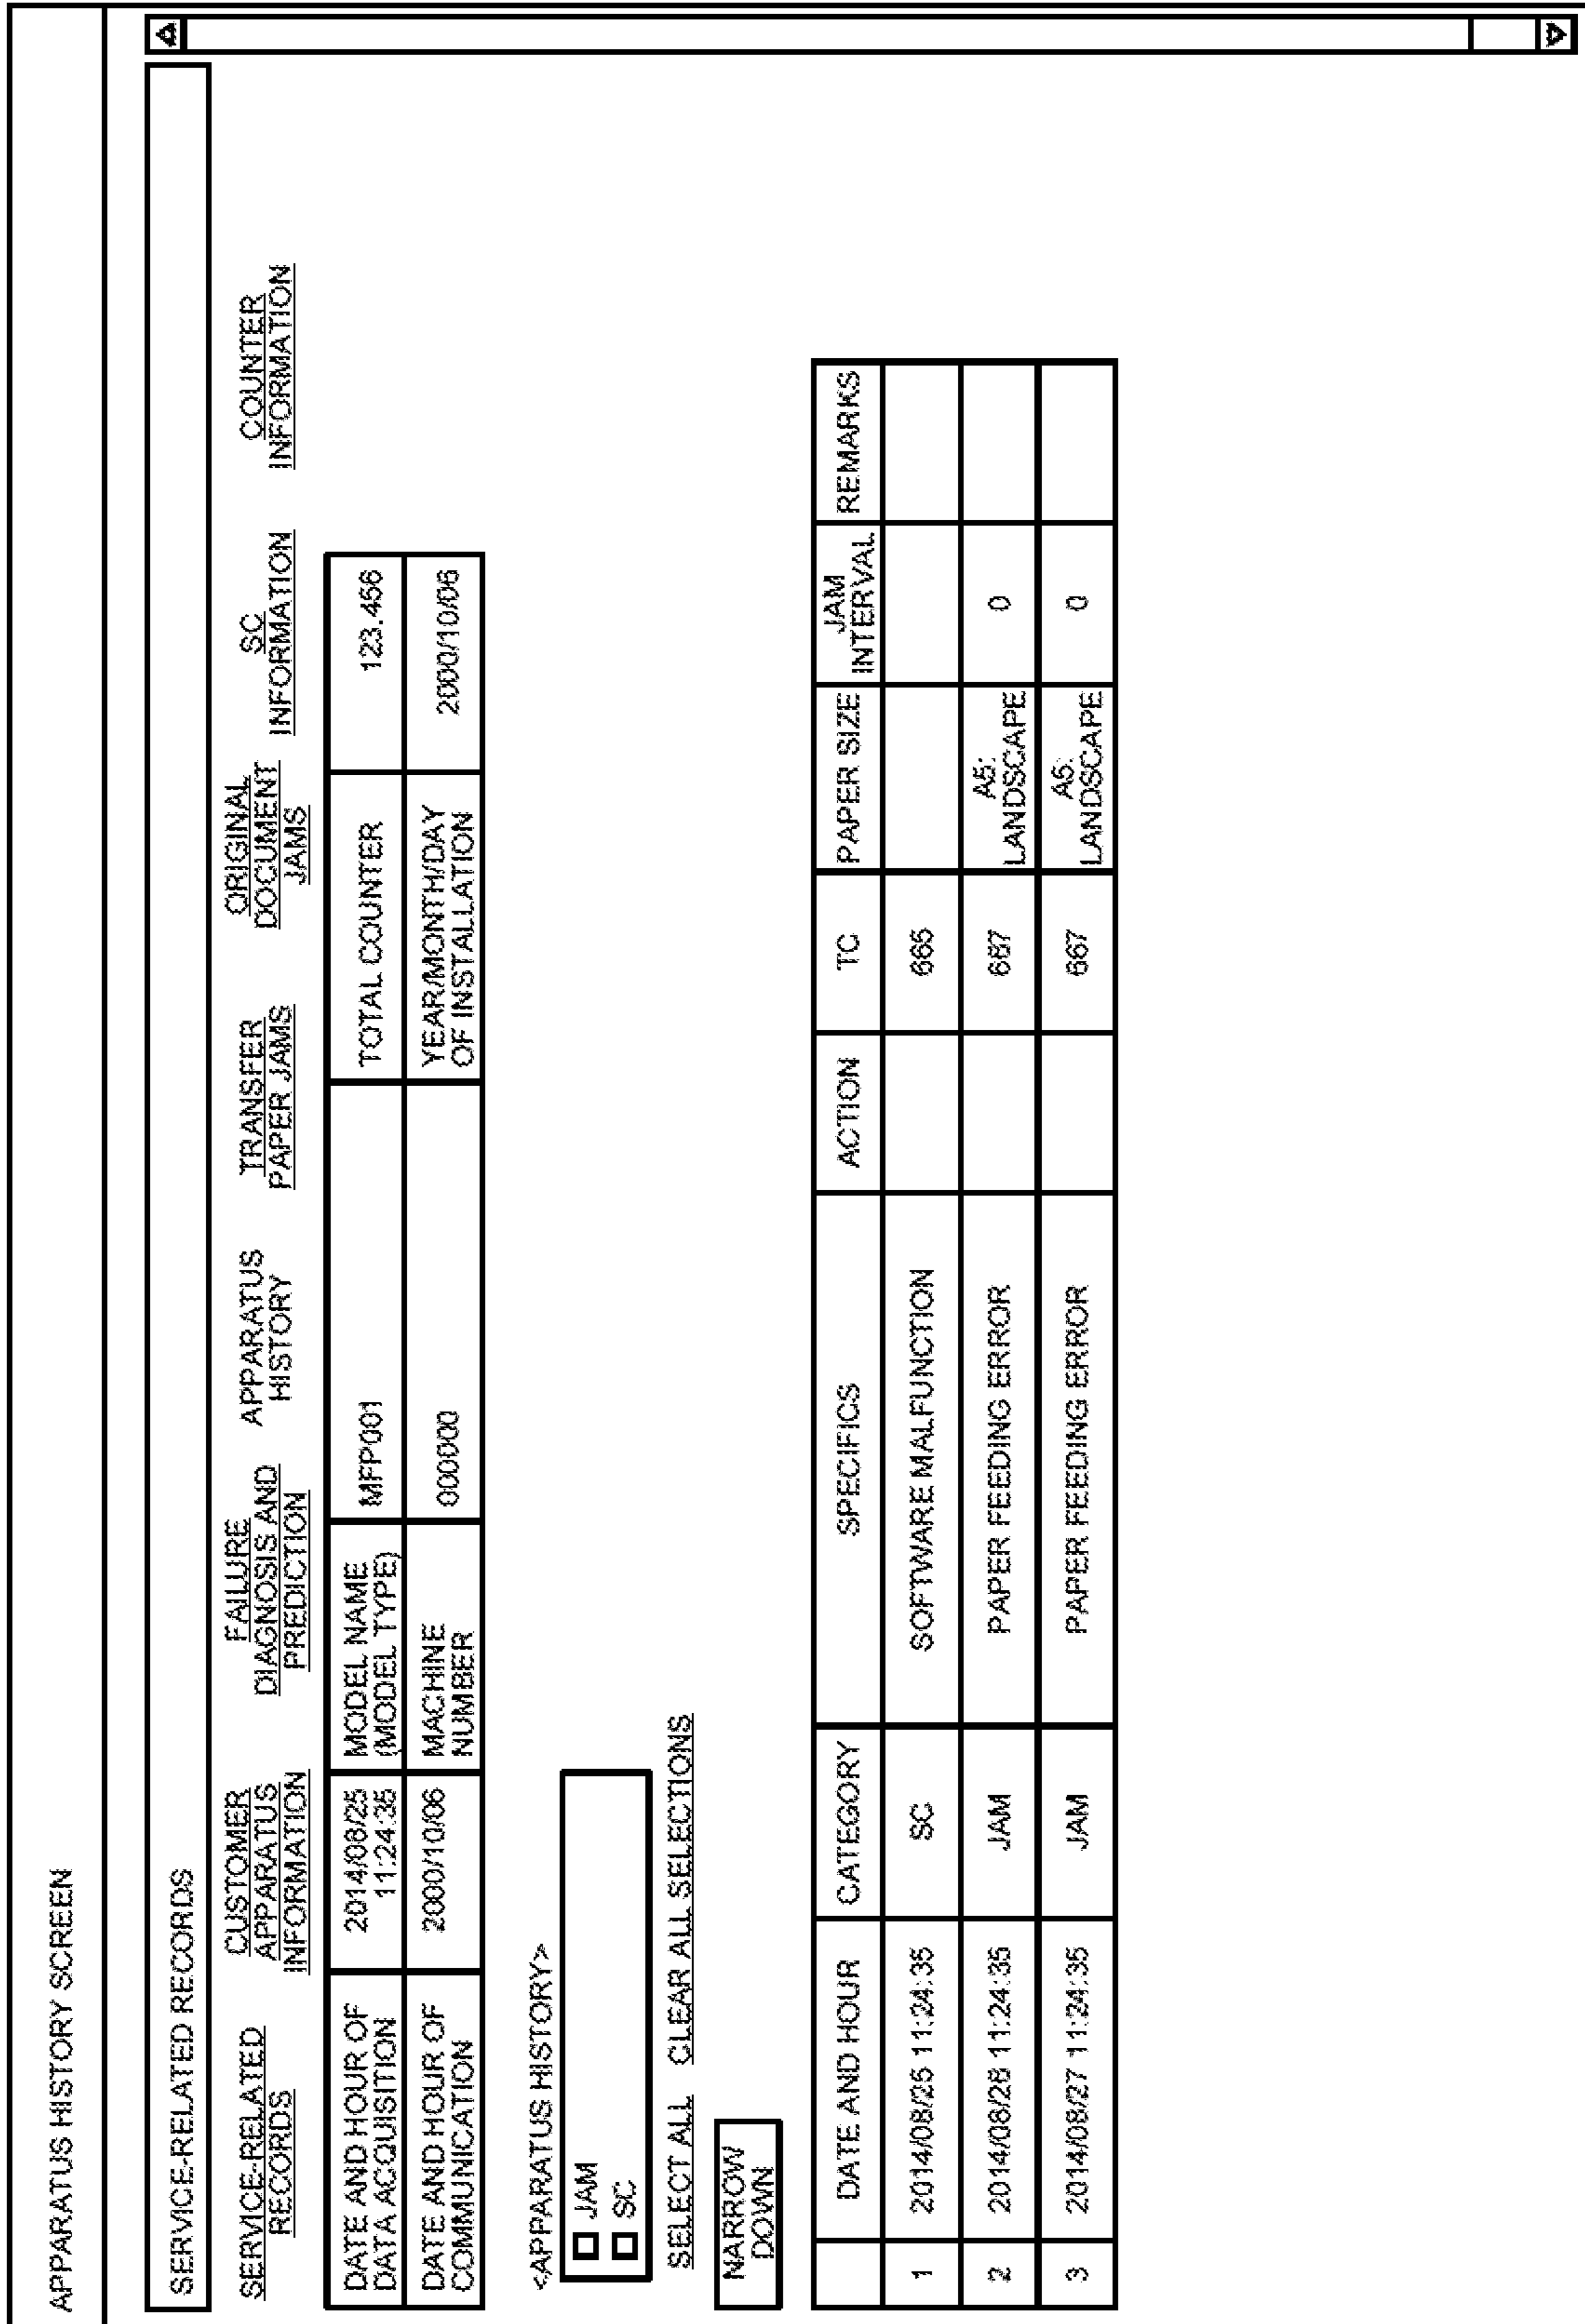 APPARATUS HISTORY SCREEN
SERVICE-RELATED RECORDS
SERVICE-RELATED
RECORDS
CUSTOMER
APPARATUS
INFORMATION
FAILURE
DIAGNOSIS AND
PREDICTION
APPARATUS
HISTORY
TRANSFER
PAPER JAMS
ORIGINAL
DOCUMENT
JAMS
SC
INFORMATION
COUNTER
INFORMATION
DATE AND HOUR OF
DATA ACQUISITION
2014/08/25
11:24:35
MODEL NAME
(MODEL TYPE)
MFP001
TOTAL COUNTER
123.456
DATE AND HOUR OF
COMMUNICATION
2000/10/06
MACHINE
NUMBER
000000
YEAR/MONTH/DAY
OF INSTALLATION
2000/10/06
<APPARATUS HISTORY>
JAM
SC
SELECT ALL CLEAR ALL SELECTIONS
NARROW
DOWN
DATE AND HOUR CATEGORY SPECIFICS ACTION TC PAPER SIZE JAM
INTERVAL REMARKS
1 2014/08/25 11:24:35 SC SOFTWARE MALFUNCTION 665
2 2014/08/26 11:24:35 JAM PAPER FEEDING ERROR 667 A5:
LANDSCAPE 0
3 2014/08/27 11:24:35 JAM PAPER FEEDING ERROR 667 A5:
LANDSCAPE 0